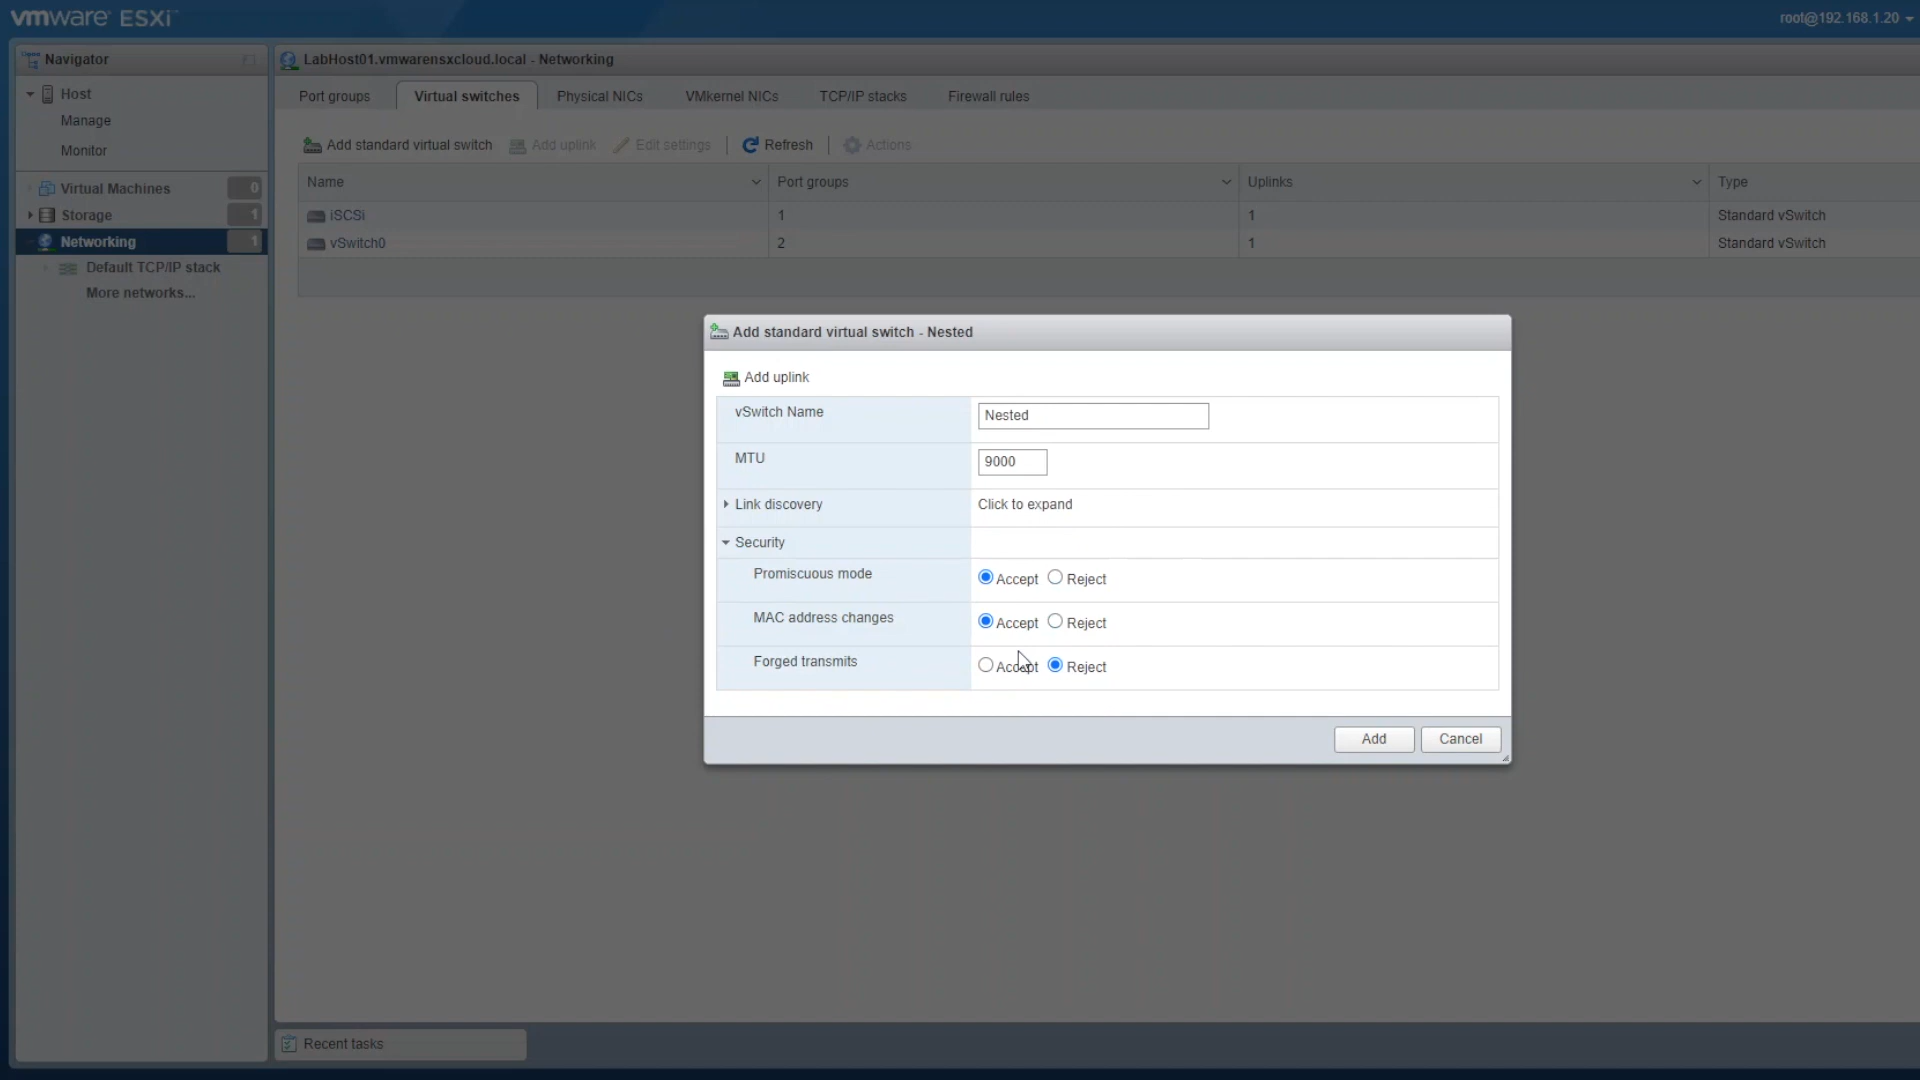 vmware ESXi
root@192.168.1.20
Navigator
Host
Manage
Monitor
Virtual Machines 0
Storage 1
Networking 1
Default TCP/IP stack
More networks...
LabHost01.vmwarensxcloud.local - Networking
Port groups Virtual switches Physical NICs VMkernel NICs TCP/IP stacks Firewall rules
Add standard virtual switch Add uplink Edit settings Refresh Actions
Name Port groups Uplinks Type
iSCSi 1 1 Standard vSwitch
vSwitch0 2 1 Standard vSwitch
Add standard virtual switch - Nested
Add uplink
vSwitch Name Nested
MTU 9000
Link discovery Click to expand
Security
Promiscuous mode Accept Reject
MAC address changes Accept Reject
Forged transmits Accept Reject
Add Cancel
Recent tasks